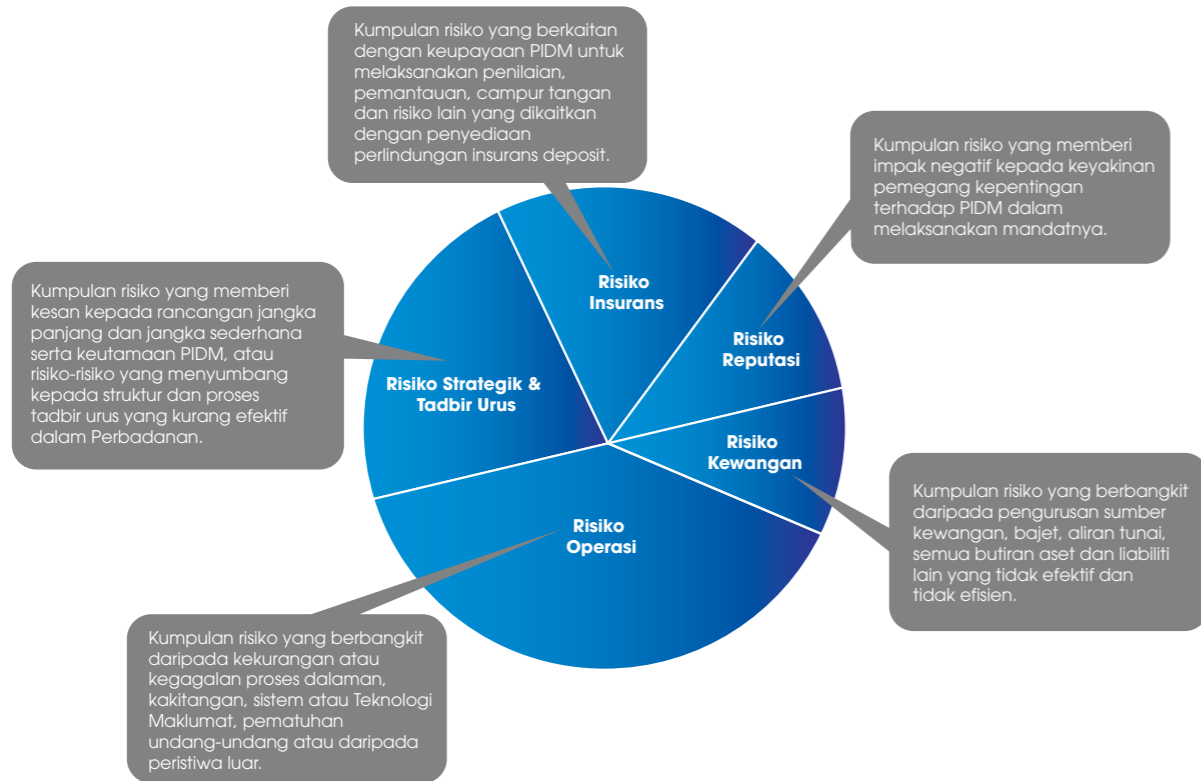 Kumpulan risiko yang berkaitan
dengan keupayaan PIDM untuk
melaksanakan penilaian,
pemantauan, campur tangan
dan risiko lain yang dikaitkan
dengan penyediaan
perlindungan insurans deposit.
Kumpulan risiko yang memberi
impak negatif kepada keyakinan
pemegang kepentingan
terhadap PIDM dalam
melaksanakan mandatnya.
Risiko
Insurans
Risiko
Reputasi
Kumpulan risiko yang memberi
kesan kepada rancangan jangka
panjang dan jangka sederhana
serta keutamaan PIDM, atau
risiko-risiko yang menyumbang
kepada struktur dan proses
tadbir urus yang kurang efektif
dalam Perbadanan.
Risiko Strategik &
Tadbir Urus
Risiko
Kewangan
Kumpulan risiko yang berbangkit
daripada pengurusan sumber
kewangan, bajet, aliran tunai,
semua butiran aset dan liabiliti
lain yang tidak efektif dan
tidak efisien.
Risiko
Operasi
Kumpulan risiko yang berbangkit
daripada kekurangan atau
kegagalan proses dalaman,
kakitangan, sistem atau Teknologi
Maklumat, pematuhan
undang-undang atau daripada
peristiwa luar.